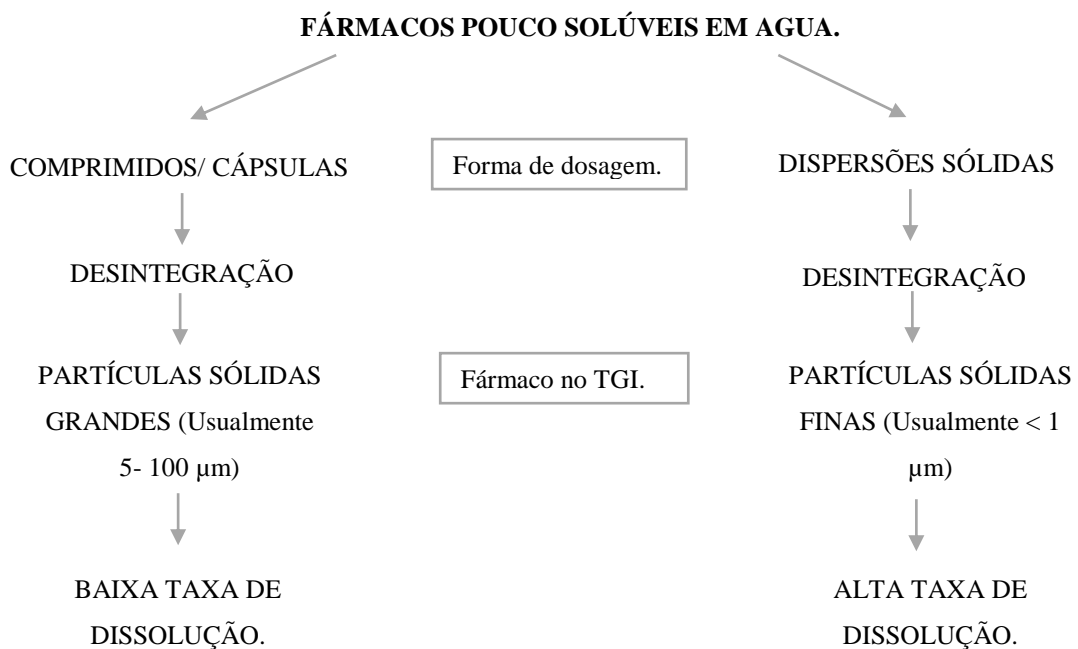 FÁRMACOS POUCO SOLÚVEIS EM AGUA.
COMPRIMIDOS/ CÁPSULAS
Forma de dosagem.
DISPERSÕES SÓLIDAS
DESINTEGRAÇÃO
DESINTEGRAÇÃO
PARTÍCULAS SÓLIDAS
GRANDES (Usualmente
5- 100 µm)
Fármaco no TGI.
PARTÍCULAS SÓLIDAS
FINAS (Usualmente < 1
µm)
BAIXA TAXA DE
DISSOLUÇÃO.
ALTA TAXA DE
DISSOLUÇÃO.